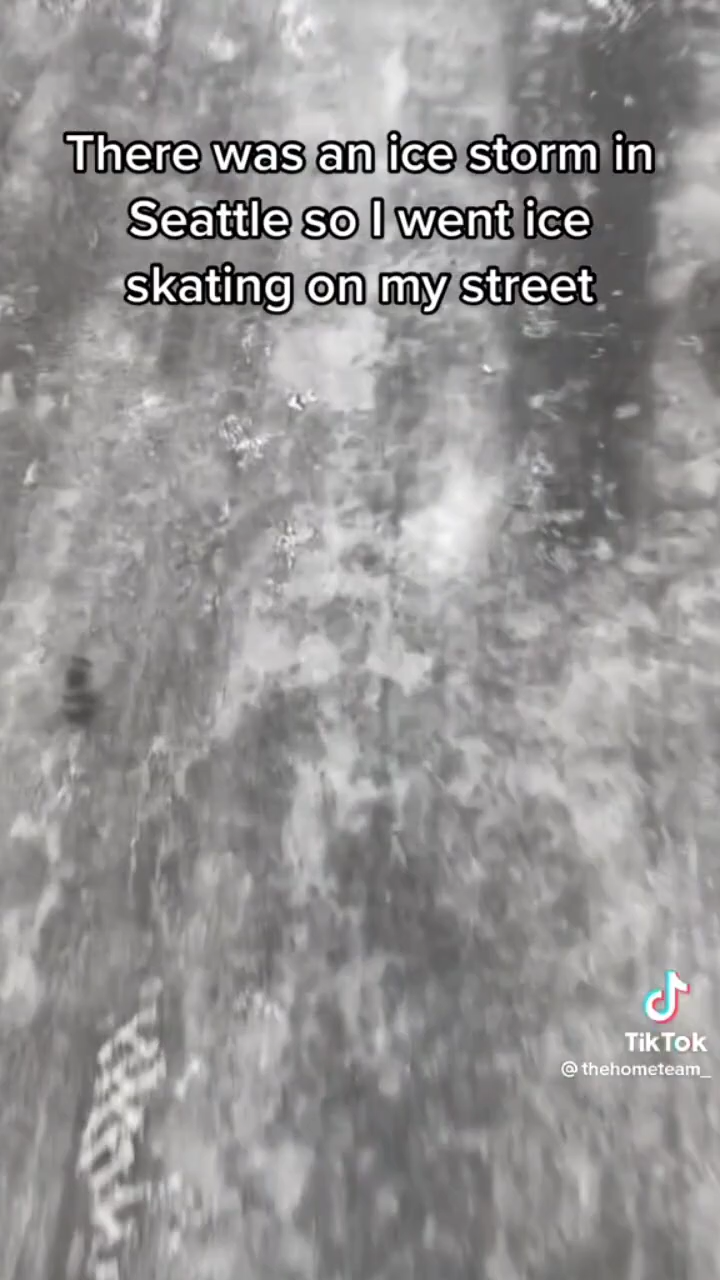 There was an ice storm in
Seattle so I went ice
skating on my street
TikTok
@thehometeam_